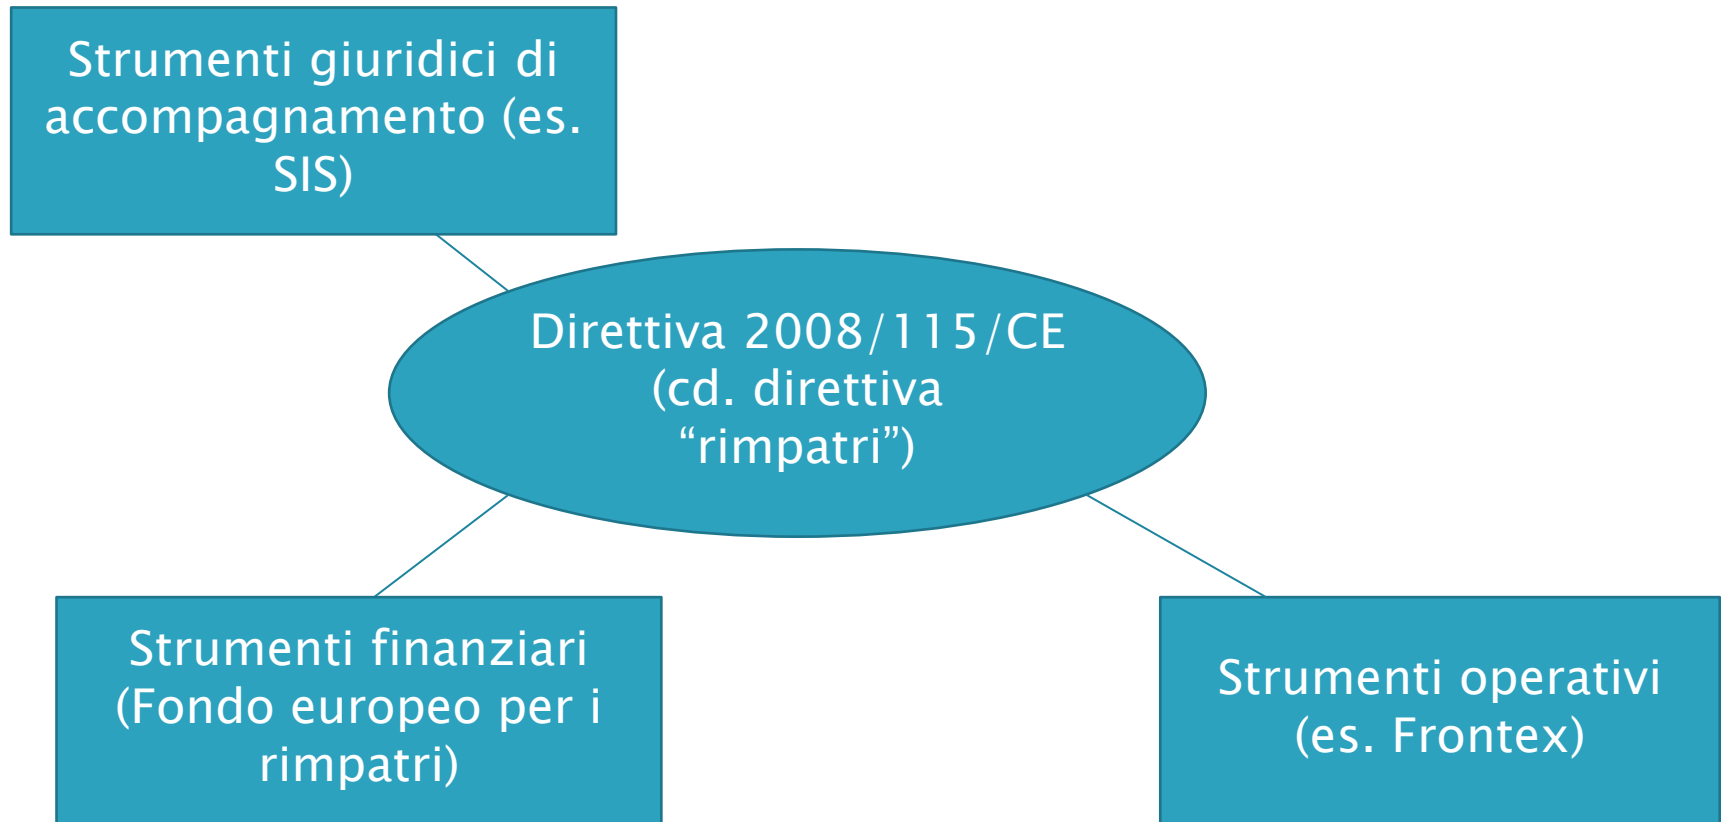 Strumenti giuridici di
accompagnamento (es.
SIS)
Direttiva 2008/115/CE
(cd. direttiva
“rimpatri”)
Strumenti finanziari
(Fondo europeo per i
rimpatri)
Strumenti operativi
(es. Frontex)